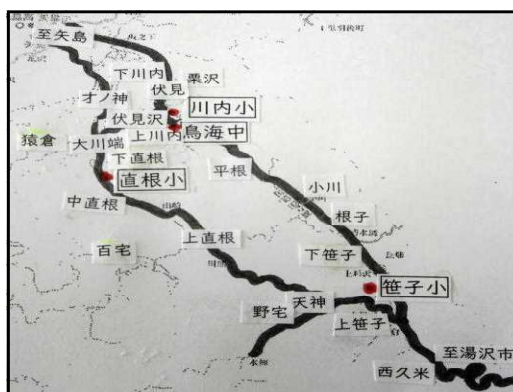 至矢島
下川内
栗沢
伏見
川内小
才ノ神
伏見沢
上川内
鳥海中
猿倉
大川端
下直根
直根小
平根
小川
中直根
根子
百宅
上直根
下笹子
笹子小
天神
野宅
上笹子
至湯沢市
西久米